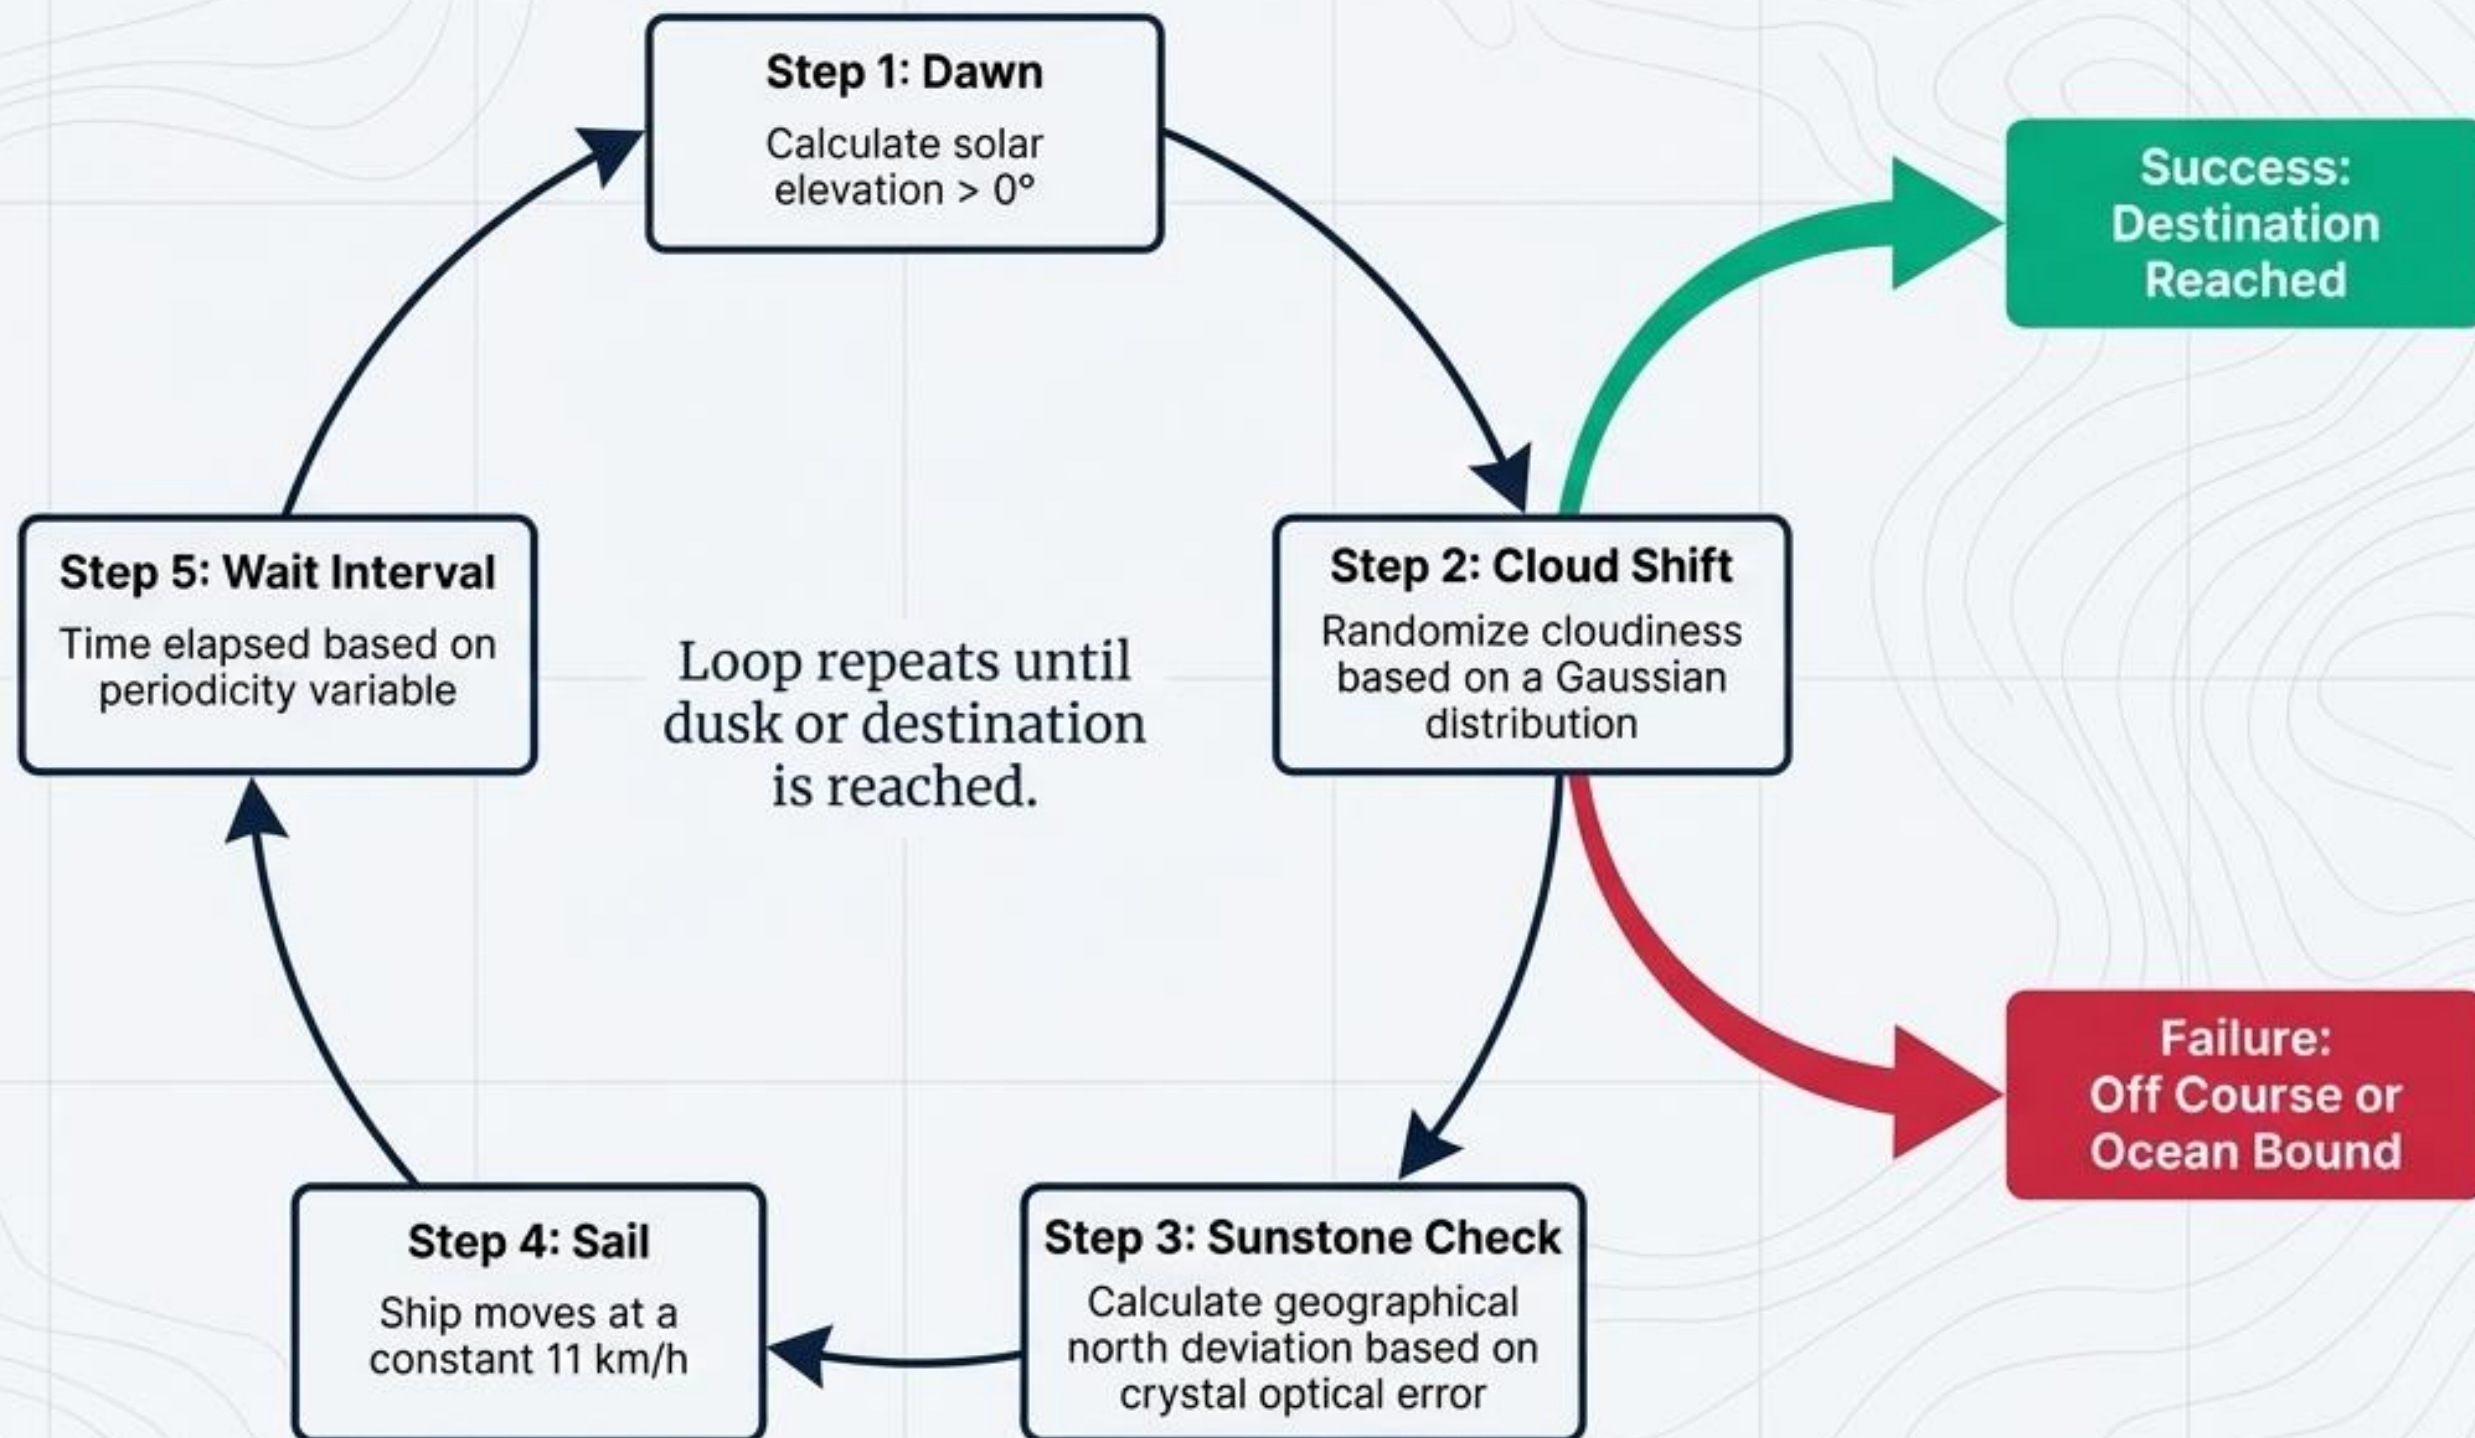 Step 1: Dawn
Calculate solar
elevation > 0°
Success:
Destination
Reached
Step 2: Cloud Shift
Randomize cloudiness
based on a Gaussian
distribution
Step 5: Wait Interval
Time elapsed based on
periodicity variable
Loop repeats until
dusk or destination
is reached.
Failure:
Off Course or
Ocean Bound
Step 3: Sunstone Check
Calculate geographical
north deviation based on
crystal optical error
Step 4: Sail
Ship moves at a
constant 11 km/h